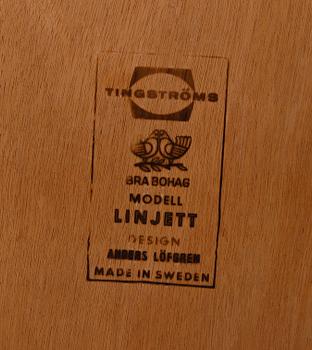 TINGSTRÖMS
BRA BOHAG
MODELL
LINJETT
DESIGN
ANDERS LÖFGREN
MADE IN SWEDEN